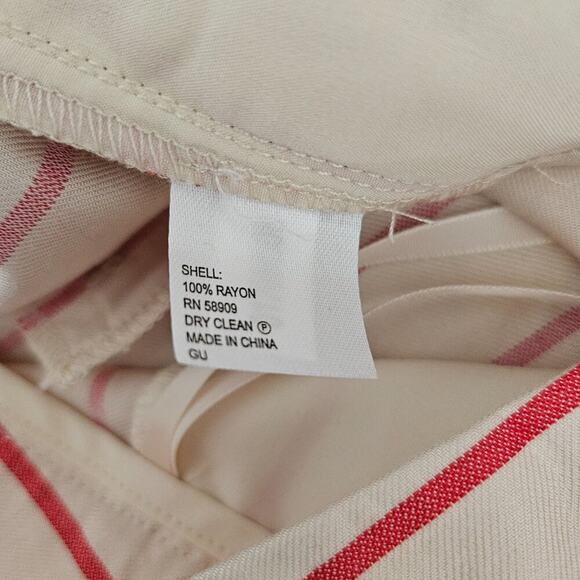 SHELL:
100% RAYON
RN 58909
DRY CLEAN Ⓟ
MADE IN CHINA
GU